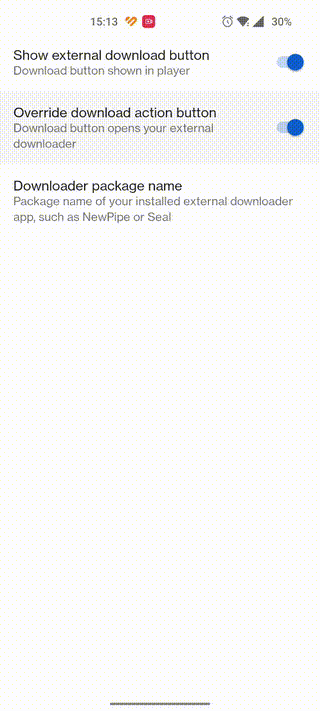 15:13
30%
Show external download button
Download button shown in player
Override download action button
Download button opens your external
downloader
Downloader package name
Package name of your installed external downloader
app, such as NewPipe or Seal